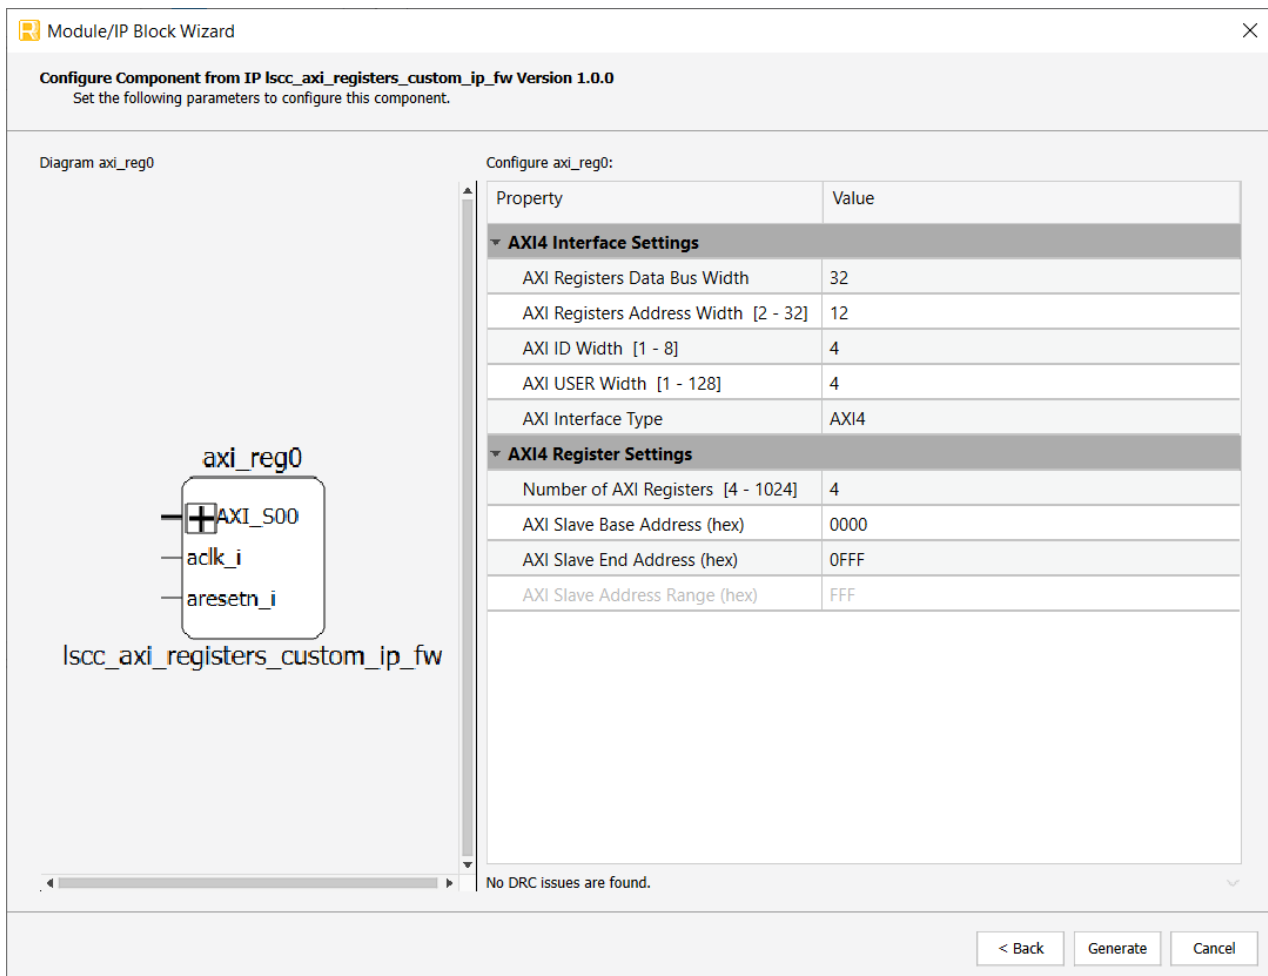 Module/IP Block Wizard
Configure Component from IP lscc_axi_registers_custom_ip_fw Version 1.0.0
Set the following parameters to configure this component.
Diagram axi_reg0
axi_reg0
AXI_S00
aclk_i
aresetn_i
lscc_axi_registers_custom_ip_fw
Configure axi_reg0:
Property Value
AXI4 Interface Settings
AXI Registers Data Bus Width 32
AXI Registers Address Width [2 - 32] 12
AXI ID Width [1 - 8] 4
AXI USER Width [1 - 128] 4
AXI Interface Type AXI4
AXI4 Register Settings
Number of AXI Registers [4 - 1024] 4
AXI Slave Base Address (hex) 0000
AXI Slave End Address (hex) 0FFF
AXI Slave Address Range (hex) FFF
No DRC issues are found.
< Back Generate Cancel